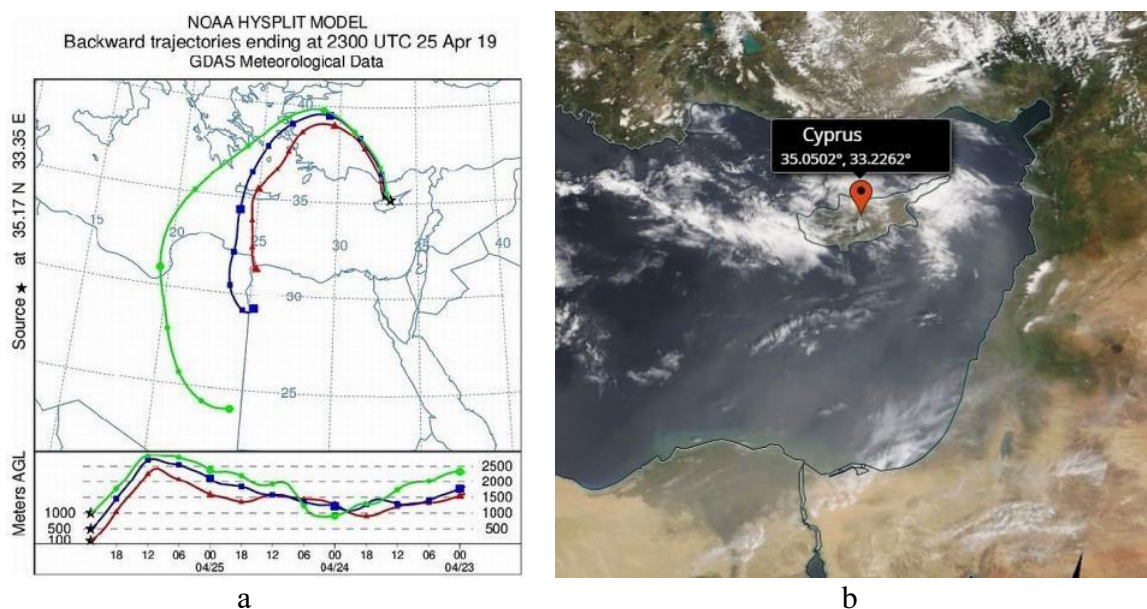 NOAA HYSPLIT MODEL
Backward trajectories ending at 2300 UTC 25 Apr 19
GDAS Meteorological Data
Source ★ at 35.17 N 33.35 E
40
15
20
25
30
35
35
40
30
25
Meters AGL
2500
2000
1500
1000
500
1000
500
100
18 12 06 00 18 12 06 00 18 12 06 00
04/25 04/24 04/23
a
Cyprus
35.0502°, 33.2262°
b